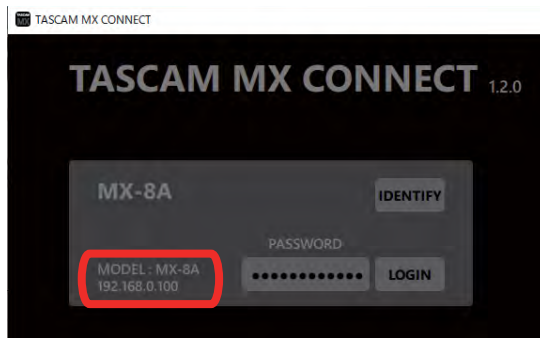 TASCAM MX CONNECT
TASCAM MX CONNECT 1.2.0
MX-8A
IDENTIFY
PASSWORD
MODEL : MX-8A
192.168.0.100
●●●●●●●●●●●●
LOGIN